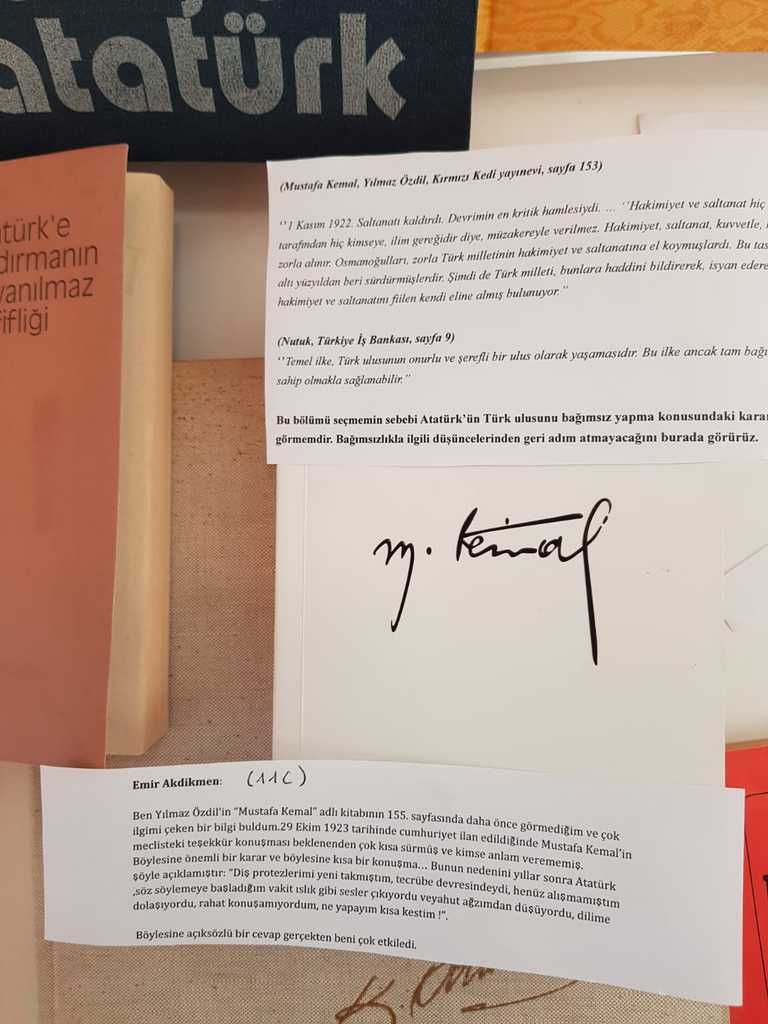 atatürk
türk'e
dırmanın
yanılmaz
ifliği
(Mustafa Kemal, Yılmaz Özdil, Kırmızı Kedi yayınevi, sayfa 153)
‘‘1 Kasım 1922. Saltanatı kaldırdı. Devrimin en kritik hamlesiydi. … ‘‘Hakimiyet ve saltanat hiç
tarafından hiç kimseye, ilim gereğidir diye, müzakereyle verilmez. Hakimiyet, saltanat, kuvvetle,
zorla alınır. Osmanoğulları, zorla Türk milletinin hakimiyet ve saltanatına el koymuşlardı. Bu tas
altı yüzyıldan beri sürdürmüşlerdir. Şimdi de Türk milleti, bunlara haddini bildirerek, isyan edere
hakimiyet ve saltanatını fiilen kendi eline almış bulunuyor.’’
(Nutuk, Türkiye İş Bankası, sayfa 9)
‘‘Temel ilke, Türk ulusunun onurlu ve şerefli bir ulus olarak yaşamasıdır. Bu ilke ancak tam bağı
sahip olmakla sağlanabilir.’’
Bu bölümü seçmemin sebebi Atatürk’ün Türk ulusunu bağımsız yapma konusundaki karar
görmemdir. Bağımsızlıkla ilgili düşüncelerinden geri adım atmayacağını burada görürüz.
m. Kemal
Emir Akdikmen: (11C)
Ben Yılmaz Özdil’in “Mustafa Kemal” adlı kitabının 155. sayfasında daha önce görmediğim ve çok
ilgimi çeken bir bilgi buldum.29 Ekim 1923 tarihinde cumhuriyet ilan edildiğinde Mustafa Kemal’in
meclisteki teşekkür konuşması beklenenden çok kısa sürmüş ve kimse anlam verememiş.
Böylesine önemli bir karar ve böylesine kısa bir konuşma… Bunun nedenini yıllar sonra Atatürk
şöyle açıklamıştır: “Diş protezlerimi yeni takmıştım, tecrübe devresindeydi, henüz alışmamıştım
,söz söylemeye başladığım vakit ıslık gibi sesler çıkıyordu veyahut ağzımdan düşüyordu, dilime
dolaşıyordu, rahat konuşamıyordum, ne yapayım kısa kestim !”.
Böylesine açıksözlü bir cevap gerçekten beni çok etkiledi.